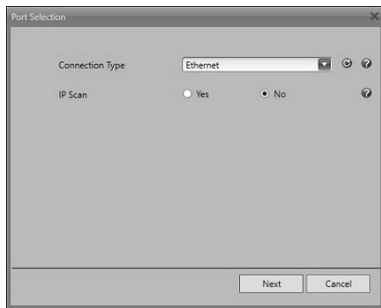 Port Selection
Connection Type Ethernet
IP Scan Yes No
Next Cancel